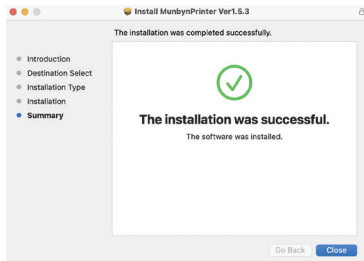 Install MunbynPrinter Ver1.5.3
The installation was completed successfully.
Introduction
Destination Select
Installation Type
Installation
Summary
The installation was successful.
The software was installed.
Go Back
Close